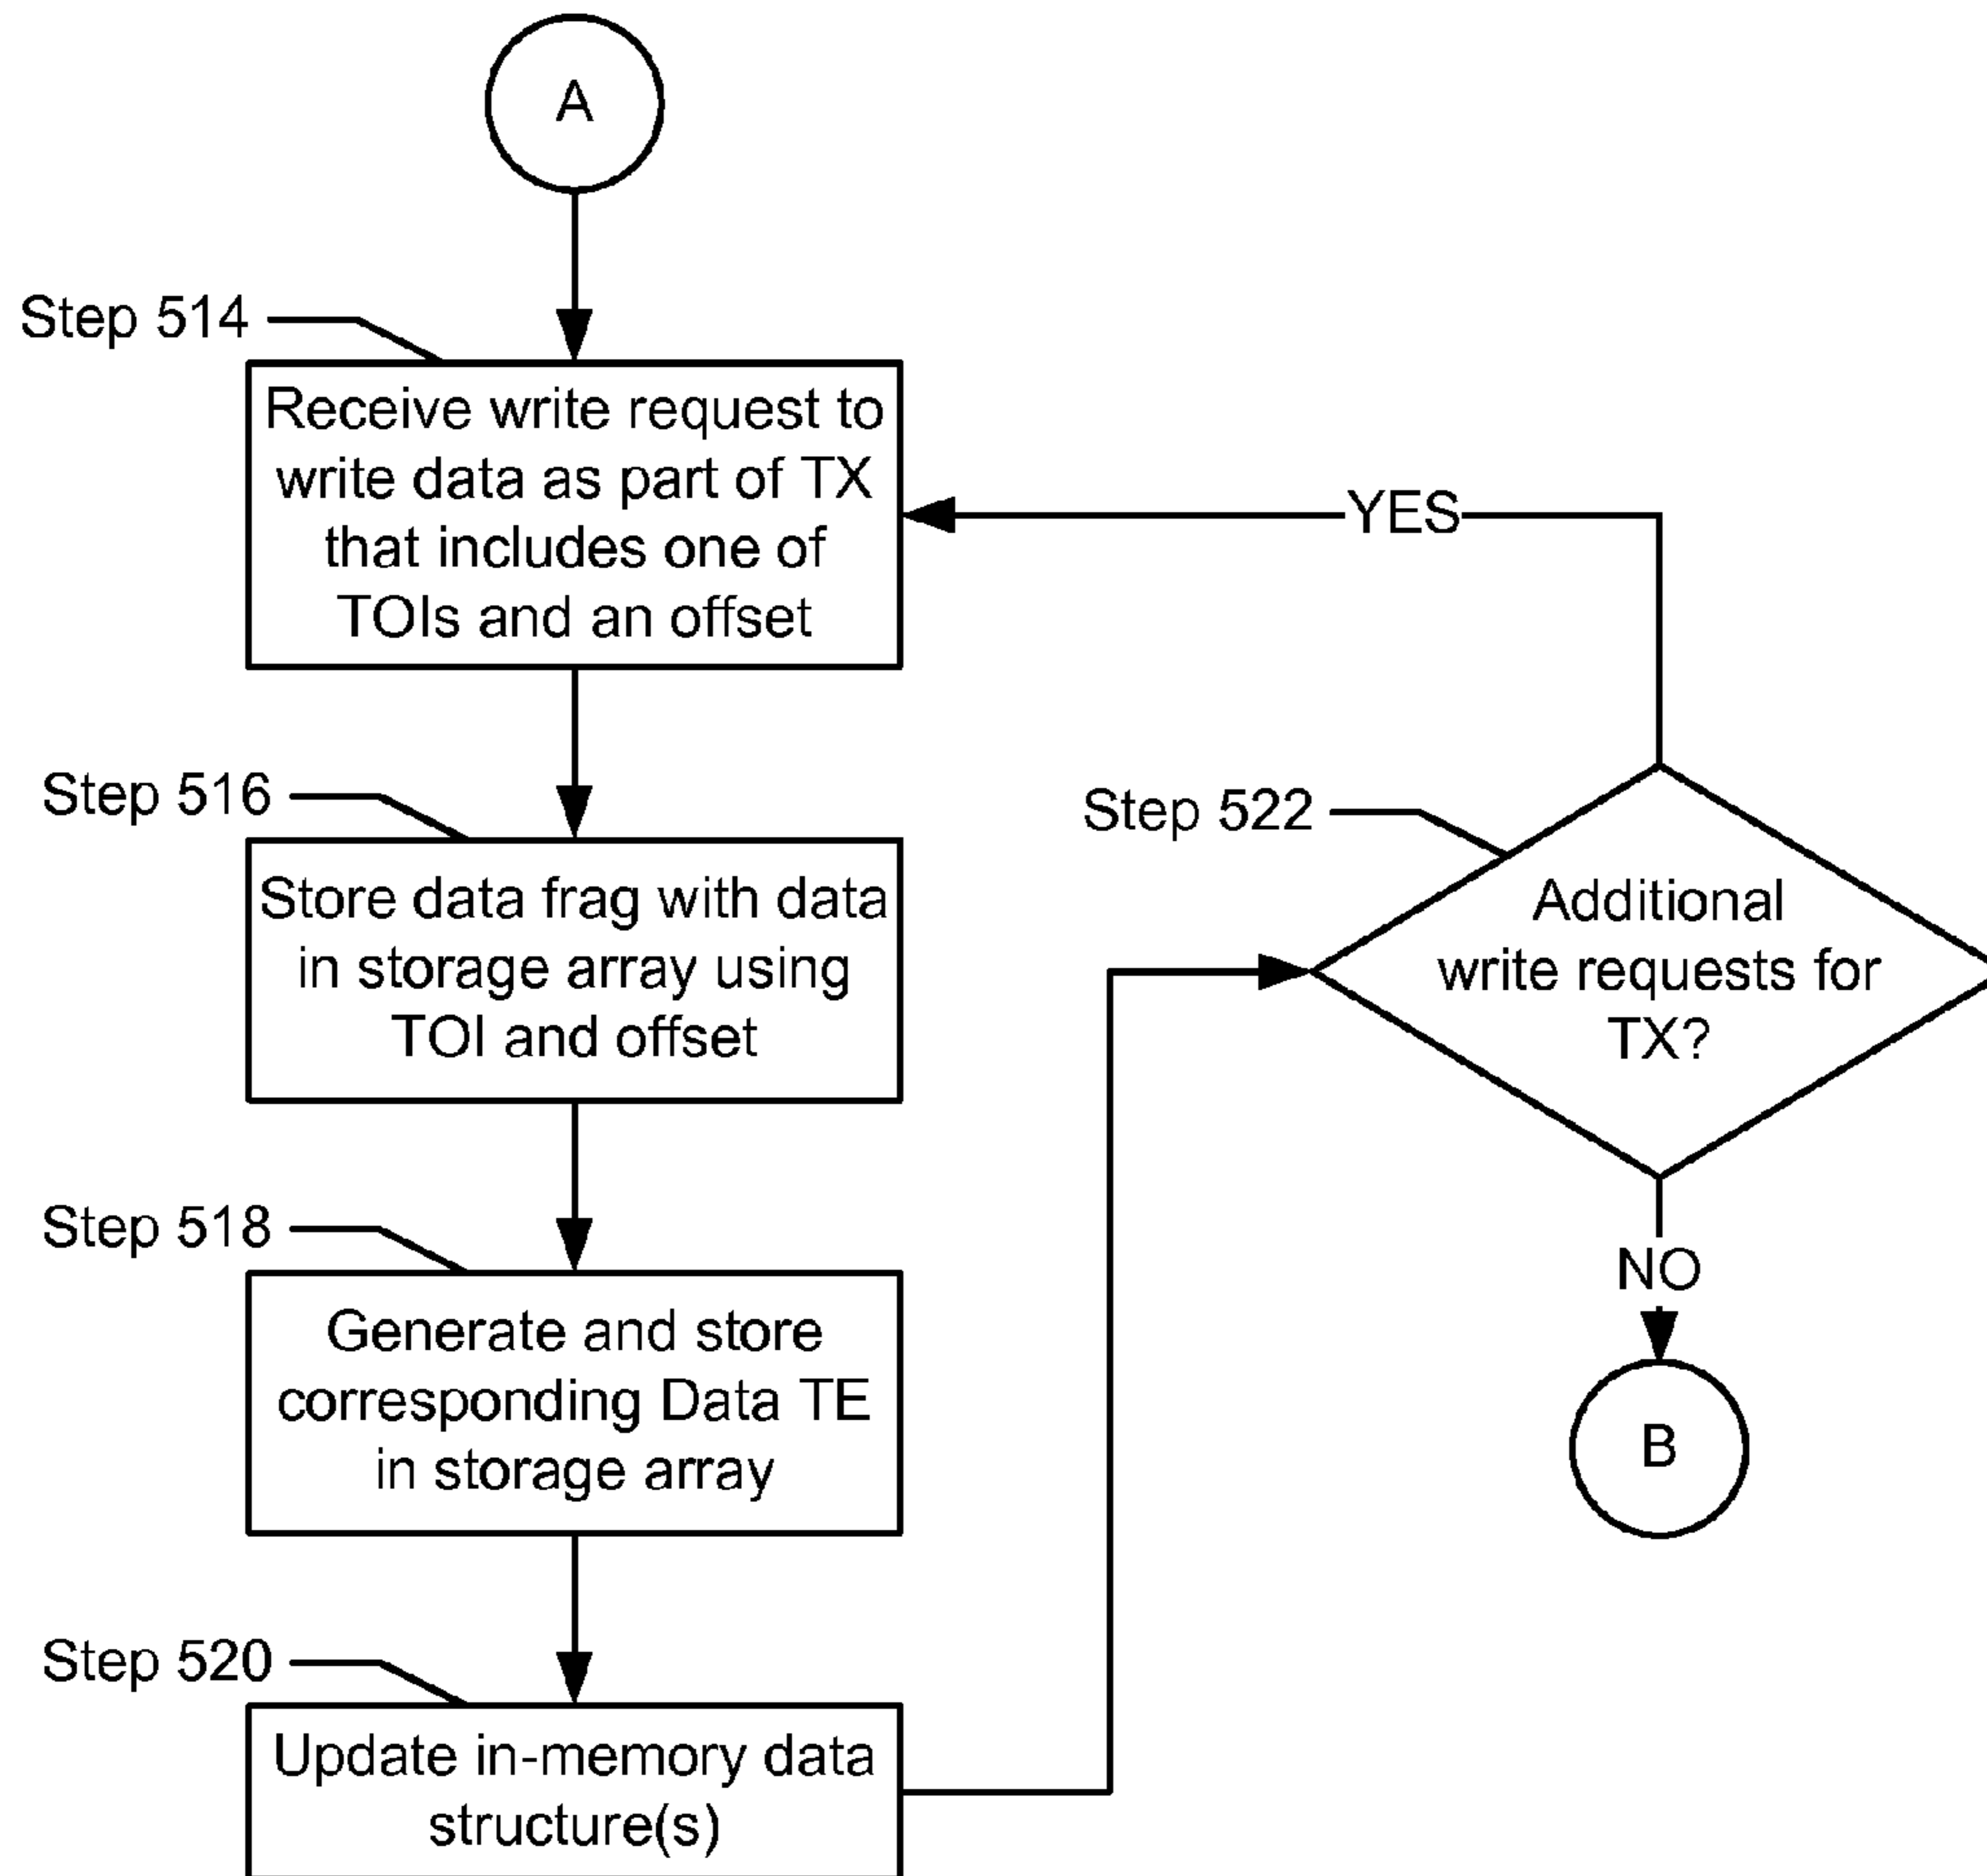 A
Step 514
Receive write request to
write data as part of TX
that includes one of
TOIs and an offset
YES
Step 516
Store data frag with data
in storage array using
TOI and offset
Step 522
Additional
write requests for
TX?
Step 518
Generate and store
corresponding Data TE
in storage array
NO
B
Step 520
Update in-memory data
structure(s)